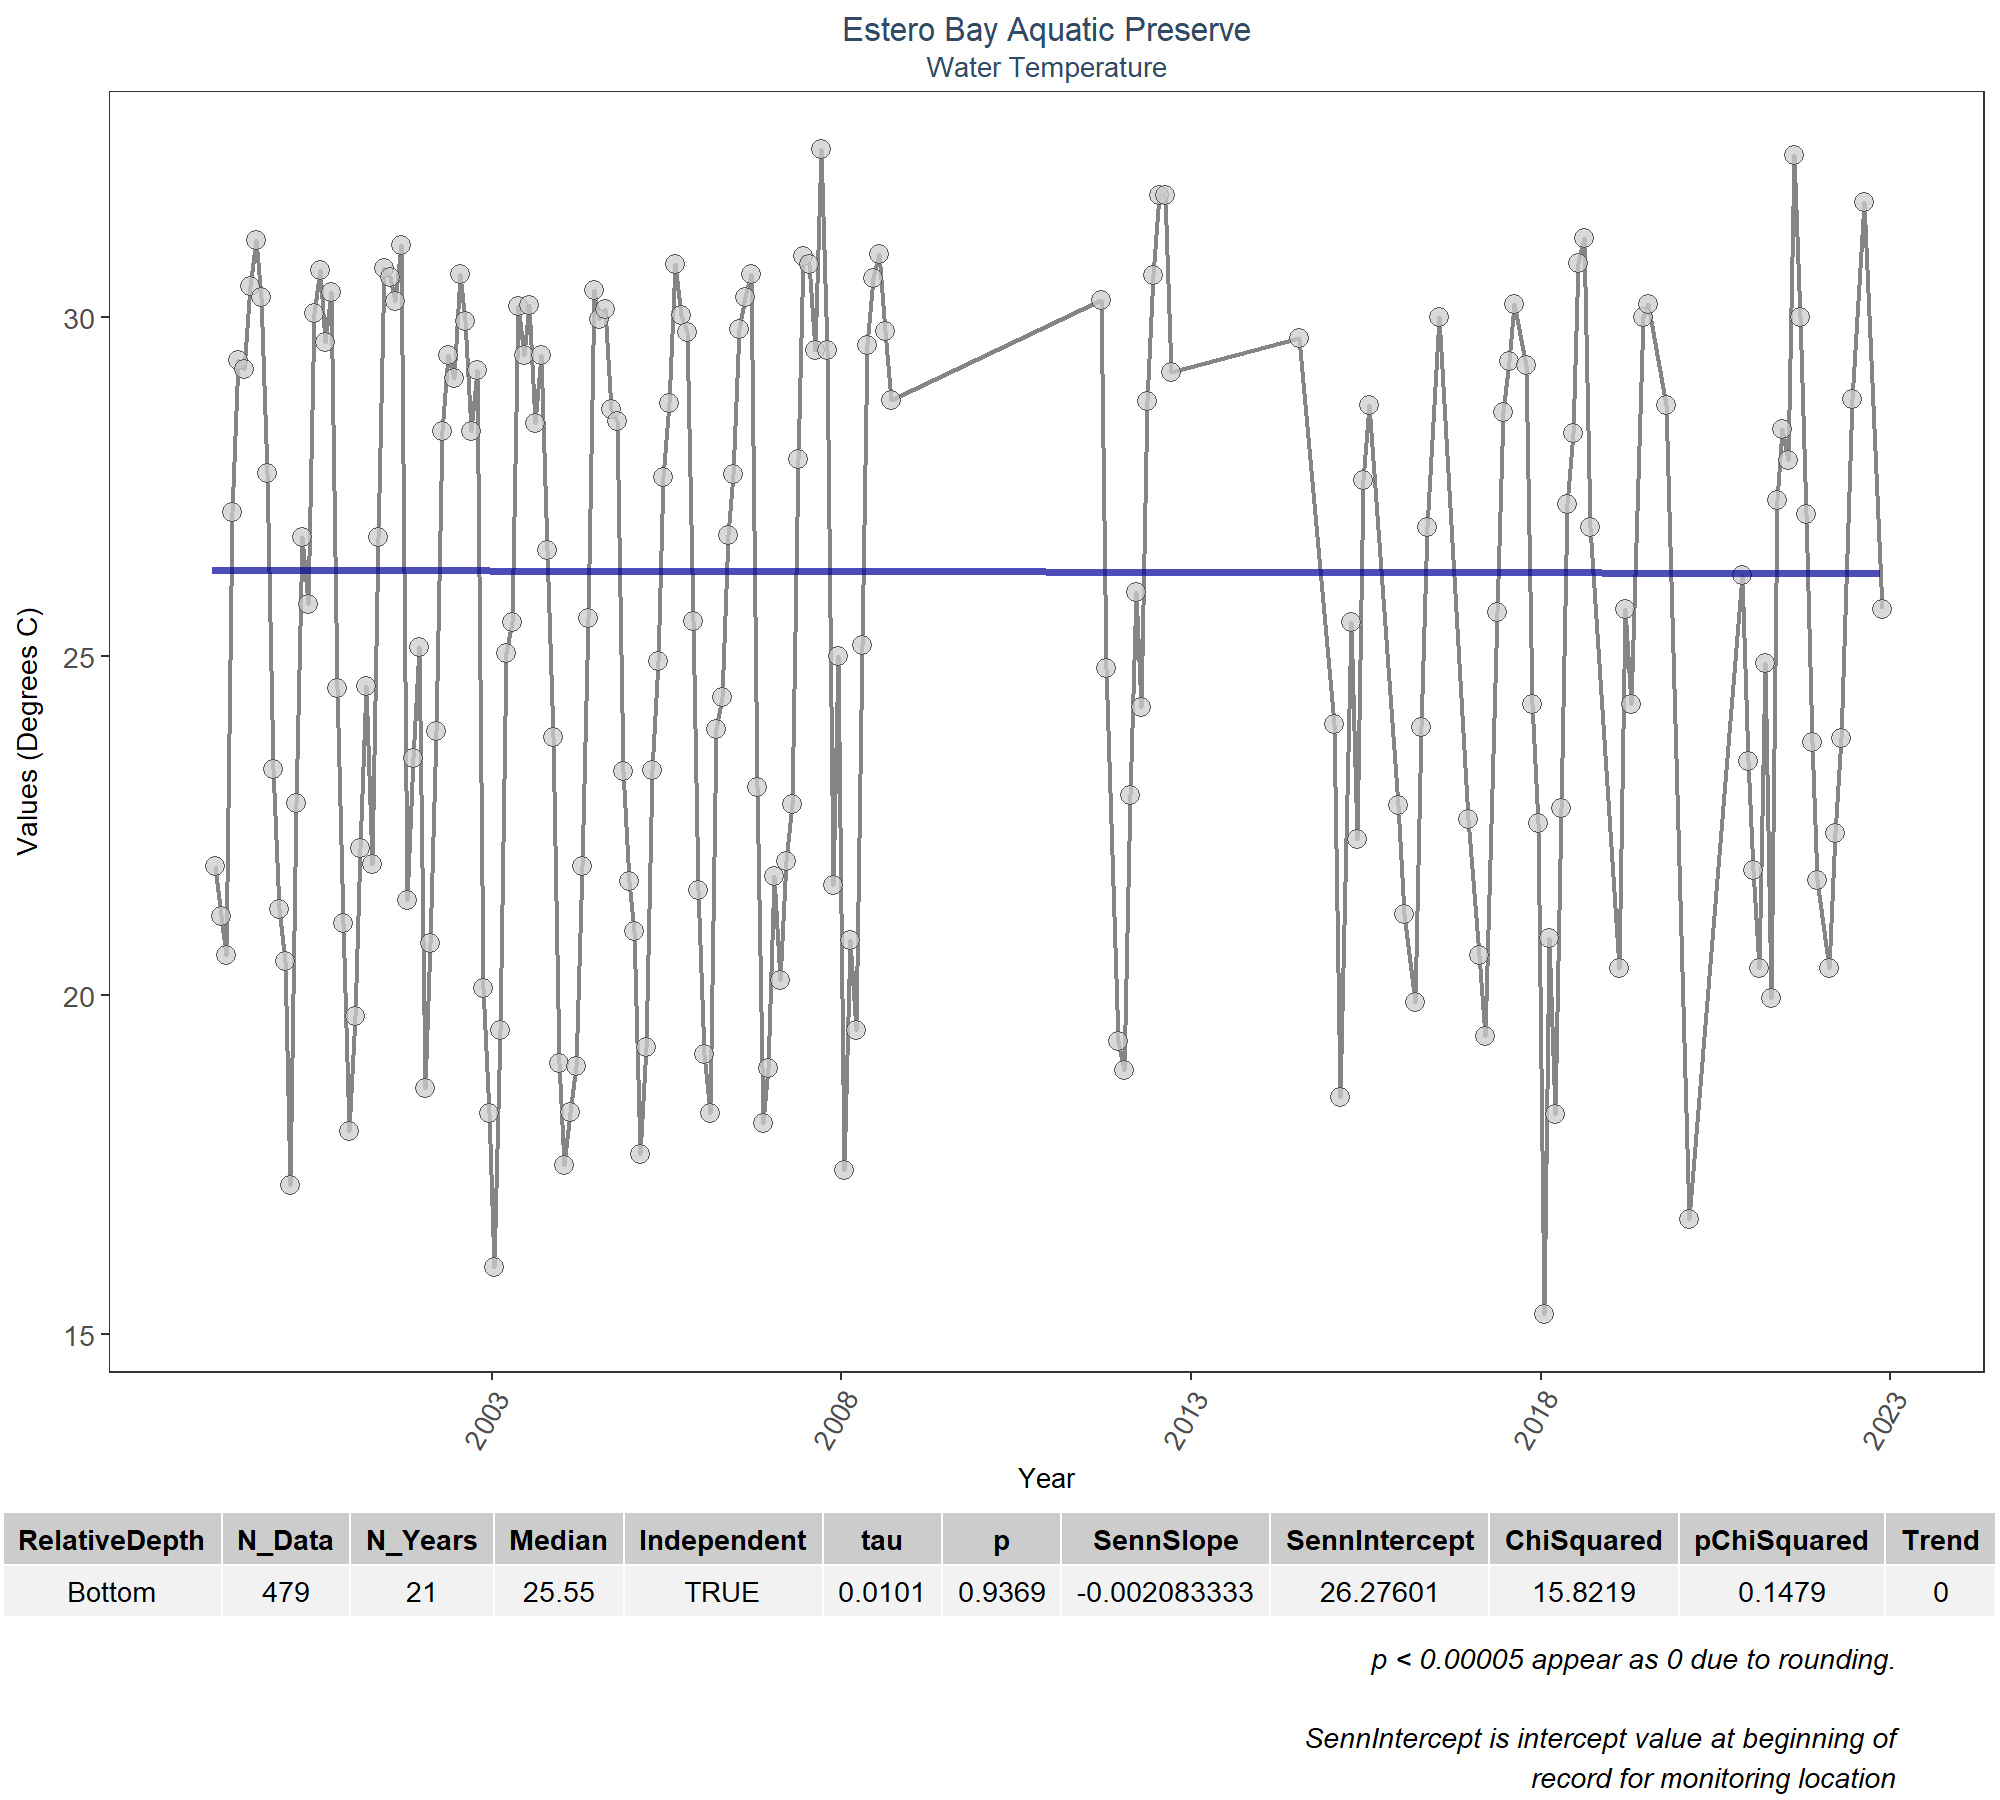 Estero Bay Aquatic Preserve
Water Temperature
Values (Degrees C)
30
25
20
15
2003 2008 2013 2018 2023
Year
RelativeDepth N_Data N_Years Median Independent tau p SennSlope SennIntercept ChiSquared pChiSquared Trend
Bottom 479 21 25.55 TRUE 0.0101 0.9369 -0.002083333 26.27601 15.8219 0.1479 0
p < 0.00005 appear as 0 due to rounding.
SennIntercept is intercept value at beginning of
record for monitoring location